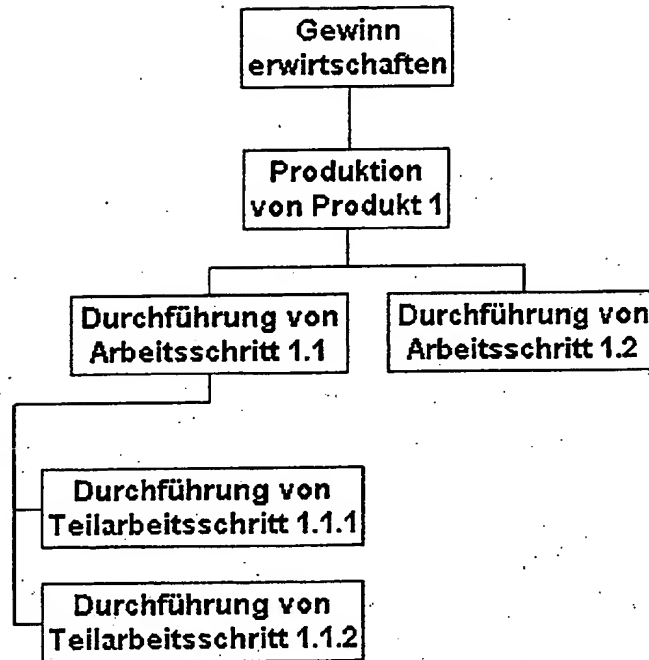 Gewinn
erwirtschaften
Produktion
von Produkt 1
Durchführung von
Arbeitsschritt 1.1
Durchführung von
Arbeitsschritt 1.2
Durchführung von
Teilarbeitsschritt 1.1.1
Durchführung von
Teilarbeitsschritt 1.1.2